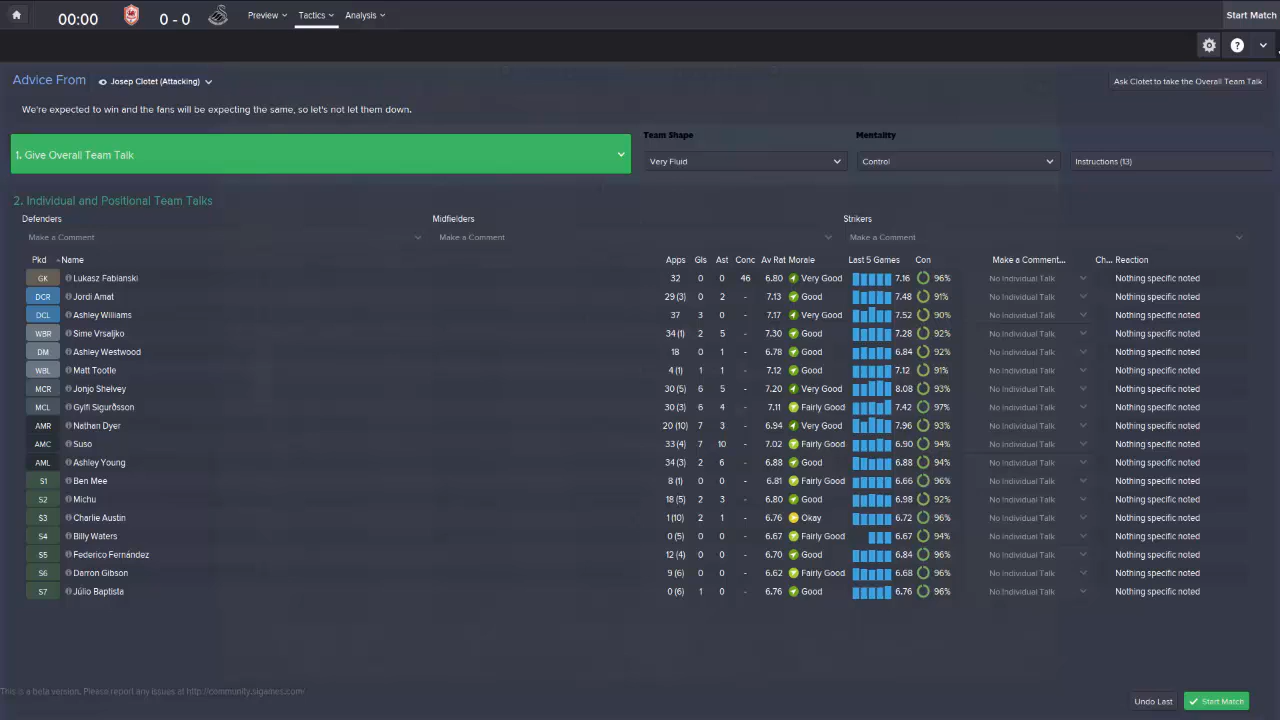 00:00 0 - 0 Preview Tactics Analysis Start Match
Advice From Josep Clotet (Attacking) Ask Clotet to take the Overall Team Talk
We're expected to win and the fans will be expecting the same, so let's not let them down.
Team Shape Mentality
1. Give Overall Team Talk Very Fluid Control Instructions (13)
2. Individual and Positional Team Talks
Defenders Midfielders Strikers
Make a Comment Make a Comment Make a Comment
Pkd Name Apps Gls Ast Conc Av Rat Morale Last 5 Games Con Make a Comment... Ch... Reaction
GK Lukasz Fabianski 32 0 0 46 6.80 Very Good 7.16 96% No Individual Talk Nothing specific noted
DCR Jordi Amat 29 (3) 0 2 - 7.13 Good 7.48 91% No Individual Talk Nothing specific noted
DCL Ashley Williams 37 3 0 - 7.17 Very Good 7.52 90% No Individual Talk Nothing specific noted
WBR Sime Vrsaljko 34 (1) 2 5 - 7.30 Good 7.28 92% No Individual Talk Nothing specific noted
DM Ashley Westwood 18 0 1 - 6.78 Good 6.84 92% No Individual Talk Nothing specific noted
WBL Matt Tootle 4 (1) 1 1 - 7.12 Good 7.12 91% No Individual Talk Nothing specific noted
MCR Jonjo Shelvey 30 (5) 6 5 - 7.20 Very Good 8.08 93% No Individual Talk Nothing specific noted
MCL Gylfi Sigurðsson 30 (3) 6 4 - 7.11 Fairly Good 7.42 97% No Individual Talk Nothing specific noted
AMR Nathan Dyer 20 (10) 7 3 - 6.94 Very Good 7.96 93% No Individual Talk Nothing specific noted
AMC Suso 33 (4) 7 10 - 7.02 Fairly Good 6.90 94% No Individual Talk Nothing specific noted
AML Ashley Young 34 (3) 2 6 - 6.88 Good 6.88 94% No Individual Talk Nothing specific noted
S1 Ben Mee 8 (1) 0 0 - 6.81 Fairly Good 6.66 96% No Individual Talk Nothing specific noted
S2 Michu 18 (5) 2 3 - 6.80 Good 6.98 92% No Individual Talk Nothing specific noted
S3 Charlie Austin 1 (10) 2 1 - 6.76 Okay 6.72 96% No Individual Talk Nothing specific noted
S4 Billy Waters 0 (5) 0 0 - 6.67 Fairly Good 6.67 94% No Individual Talk Nothing specific noted
S5 Federico Fernández 12 (4) 0 0 - 6.70 Good 6.84 96% No Individual Talk Nothing specific noted
S6 Darron Gibson 9 (6) 0 0 - 6.62 Fairly Good 6.68 96% No Individual Talk Nothing specific noted
S7 Júlio Baptista 0 (6) 1 0 - 6.76 Good 6.76 96% No Individual Talk Nothing specific noted
This is a beta version. Please report any issues at http://community.sigames.com/
Undo Last Start Match